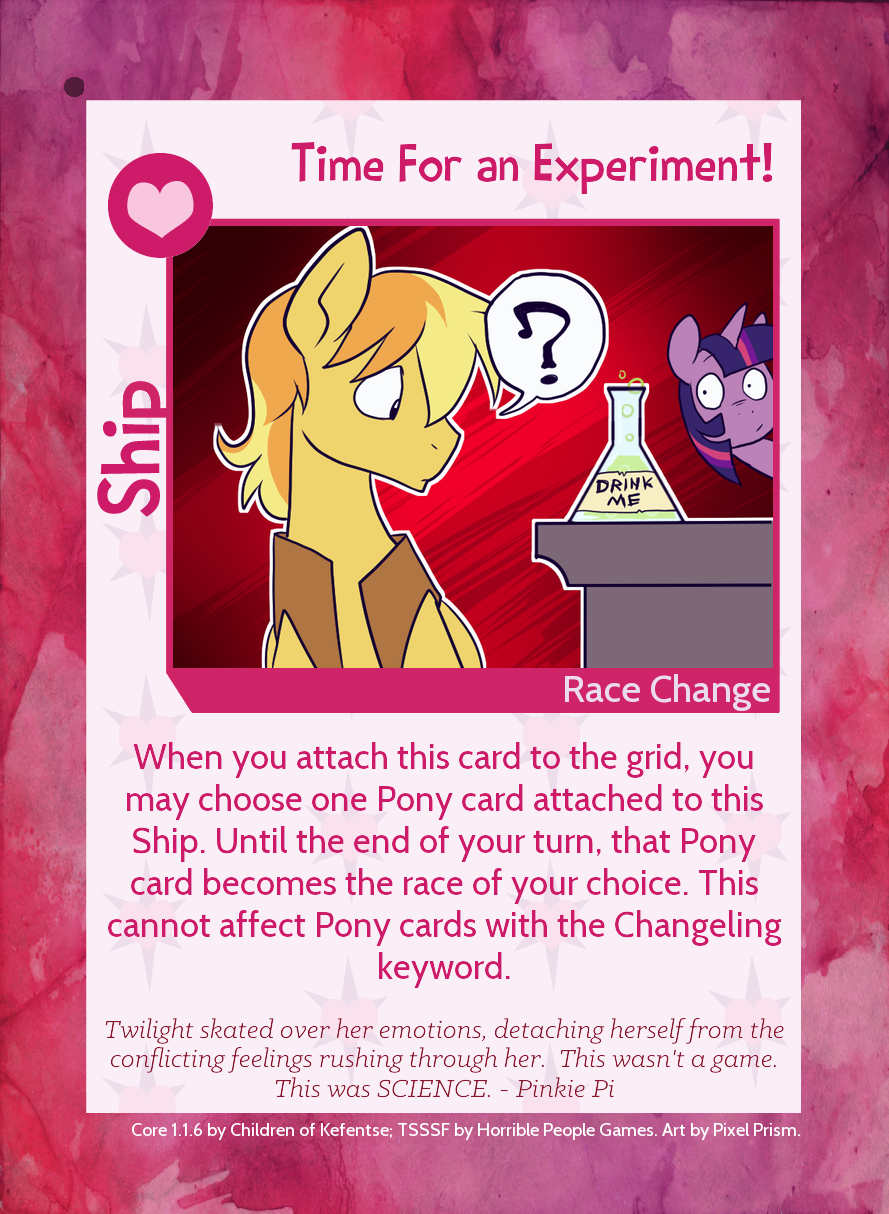 Time For an Experiment!
Ship
?
DRINK
ME
Race Change
When you attach this card to the grid, you
may choose one Pony card attached to this
Ship. Until the end of your turn, that Pony
card becomes the race of your choice. This
cannot affect Pony cards with the Changeling
keyword.
Twilight skated over her emotions, detaching herself from the
conflicting feelings rushing through her.  This wasn't a game.
This was SCIENCE. - Pinkie Pi
Core 1.1.6 by Children of Kefentse; TSSSF by Horrible People Games. Art by Pixel Prism.